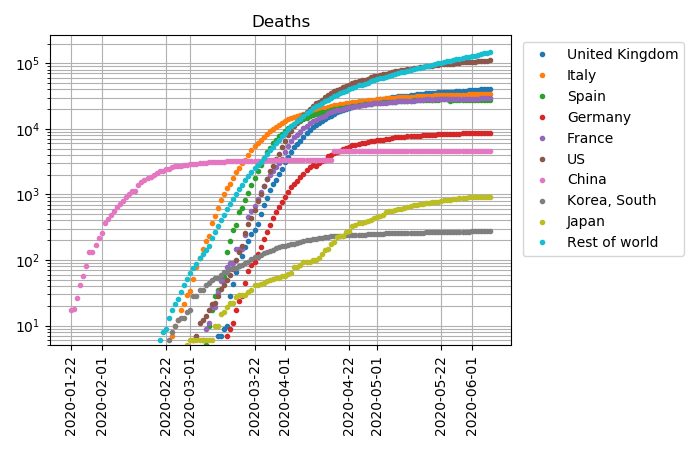 Deaths
10^5
10^4
10^3
10^2
10^1
2020-01-22
2020-02-01
2020-02-22
2020-03-01
2020-03-22
2020-04-01
2020-04-22
2020-05-01
2020-05-22
2020-06-01
United Kingdom
Italy
Spain
Germany
France
US
China
Korea, South
Japan
Rest of world